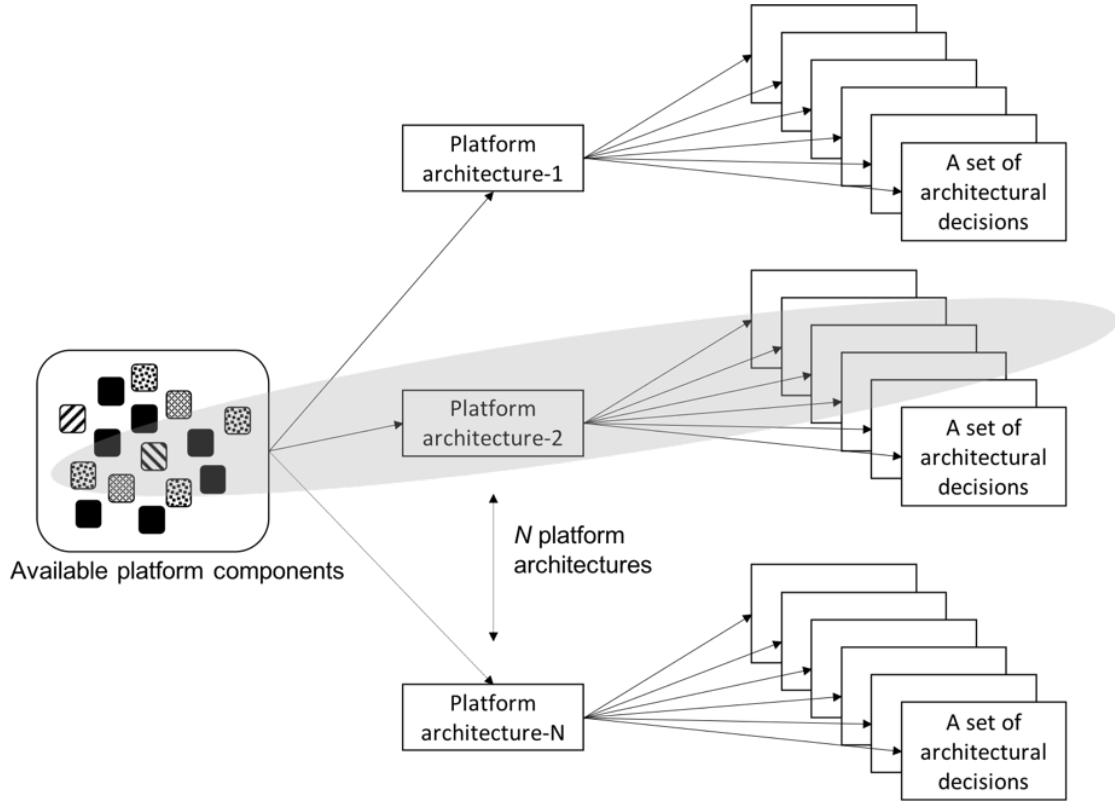 Platform
architecture-1
A set of
architectural
decisions
Platform
architecture-2
A set of
architectural
decisions
N platform
architectures
Available platform components
Platform
architecture-N
A set of
architectural
decisions